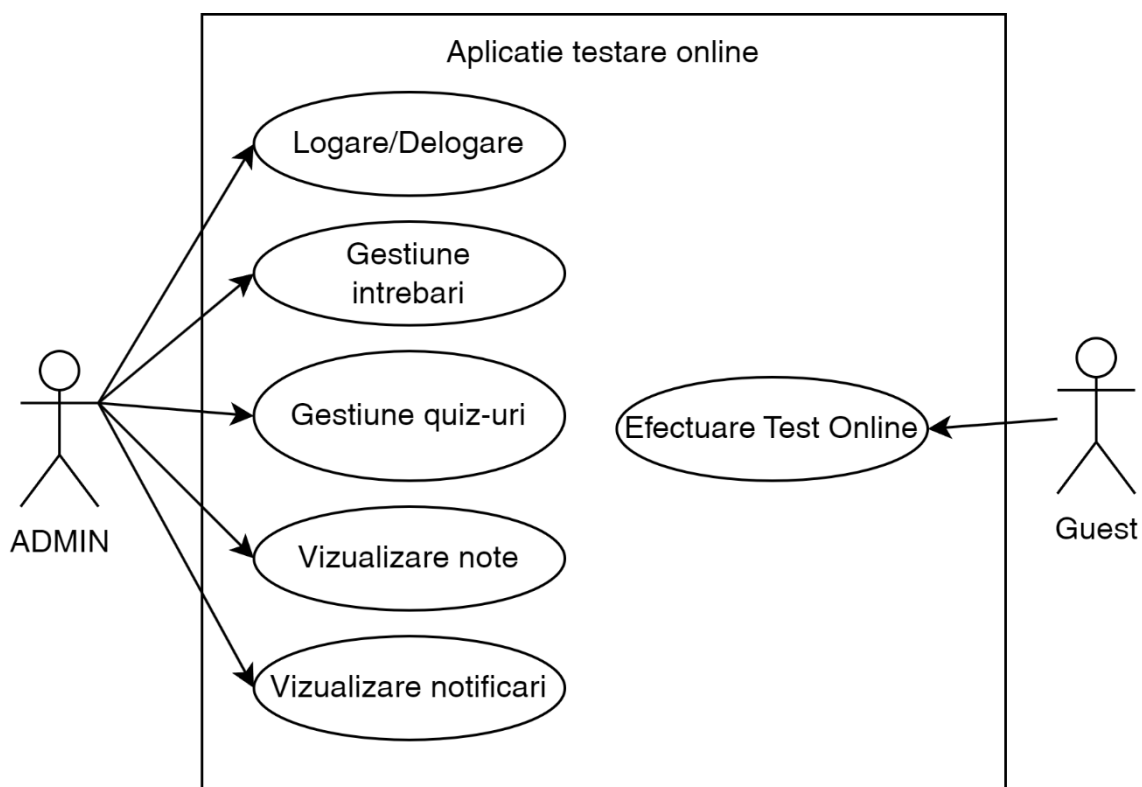 Aplicatie testare online
Logare/Delogare
Gestiune
intrebari
Gestiune quiz-uri
Efectuare Test Online
ADMIN
Guest
Vizualizare note
Vizualizare notificari